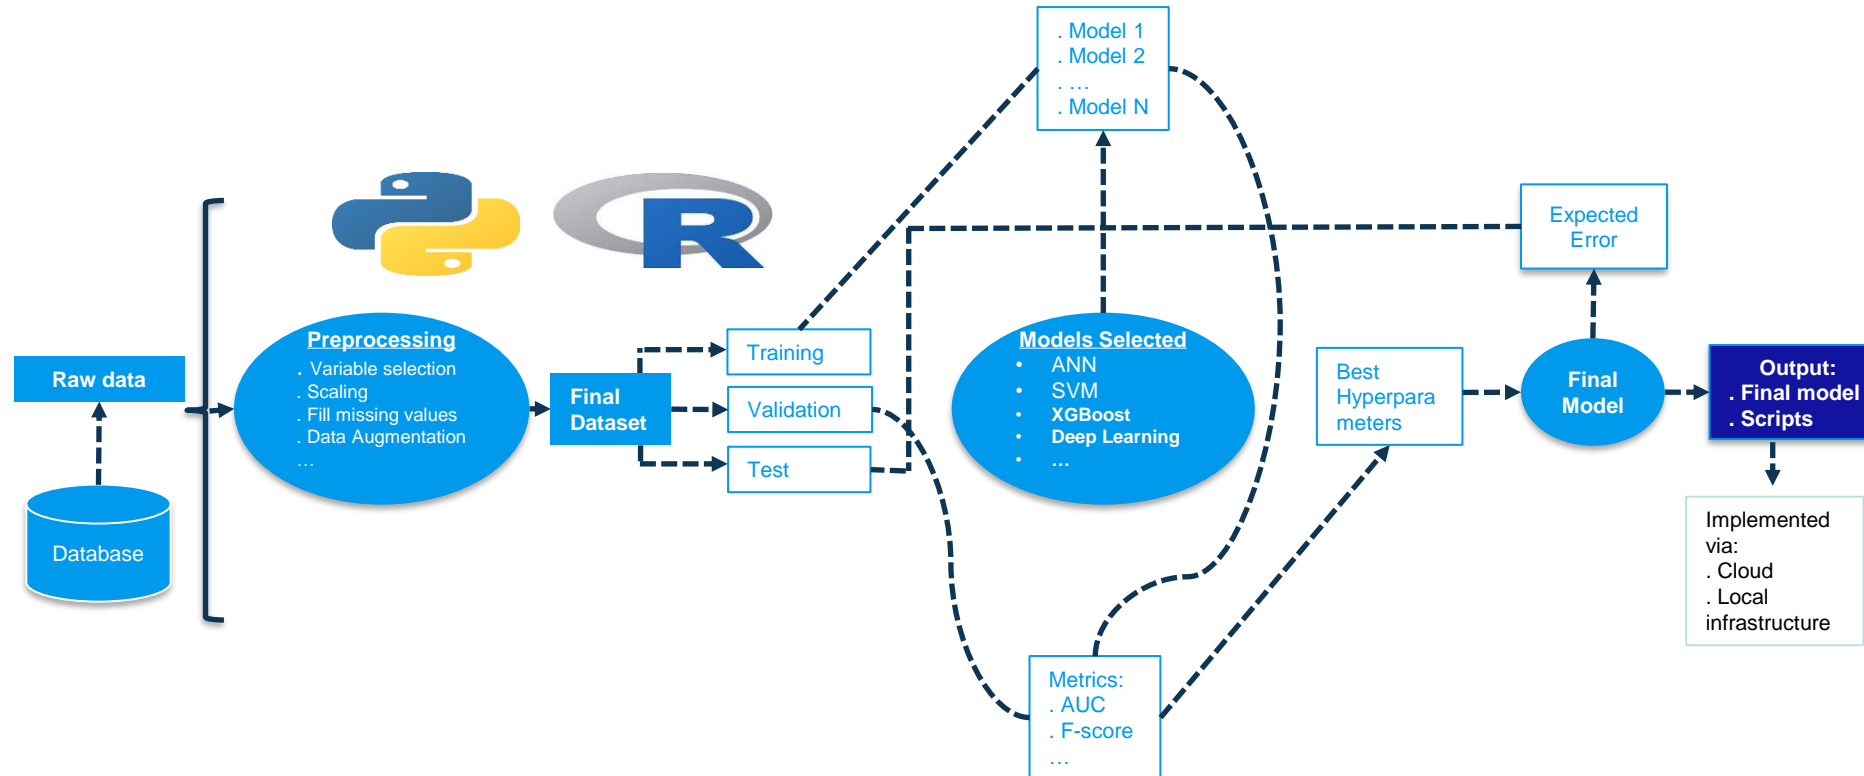 Raw data
Database
Preprocessing
. Variable selection
. Scaling
. Fill missing values
. Data Augmentation
…
R
Final
Dataset
Training
Validation
Test
. Model 1
. Model 2
. …
. Model N
Models Selected
• ANN
• SVM
• XGBoost
• Deep Learning
• …
Metrics:
. AUC
. F-score
…
Best
Hyperpara
meters
Expected
Error
Final
Model
Output:
. Final model
. Scripts
Implemented
via:
. Cloud
. Local
infrastructure